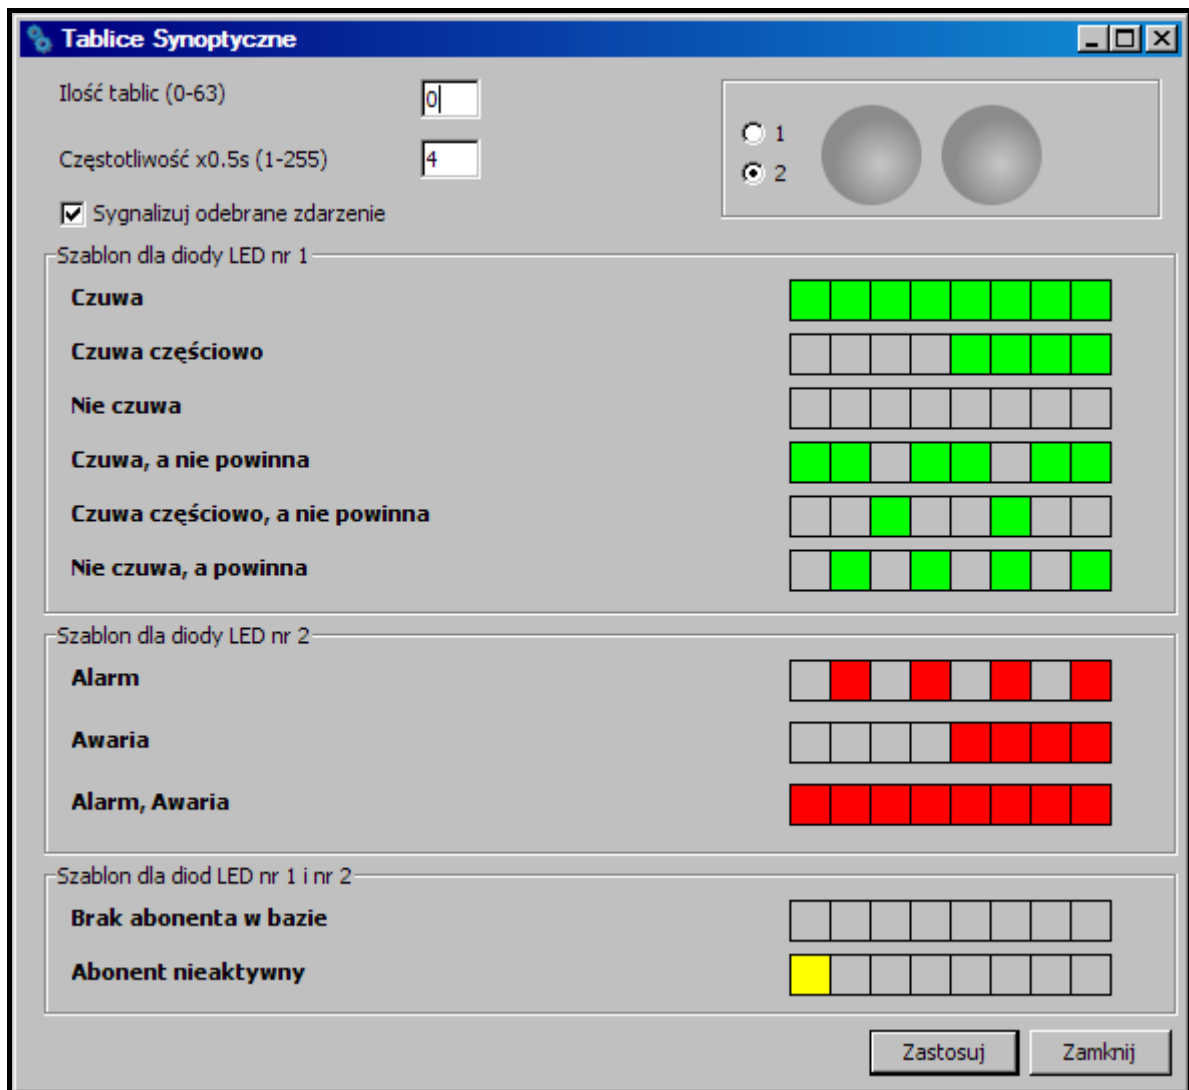 Tablice Synoptyczne
Ilość tablic (0-63)
0
Częstotliwość x0.5s (1-255)
4
Sygnalizuj odebrane zdarzenie
1
2
Szablon dla diody LED nr 1
Czuwa
Czuwa częściowo
Nie czuwa
Czuwa, a nie powinna
Czuwa częściowo, a nie powinna
Nie czuwa, a powinna
Szablon dla diody LED nr 2
Alarm
Awaria
Alarm, Awaria
Szablon dla diod LED nr 1 i nr 2
Brak abonenta w bazie
Abonent nieaktywny
Zastosuj
Zamknij